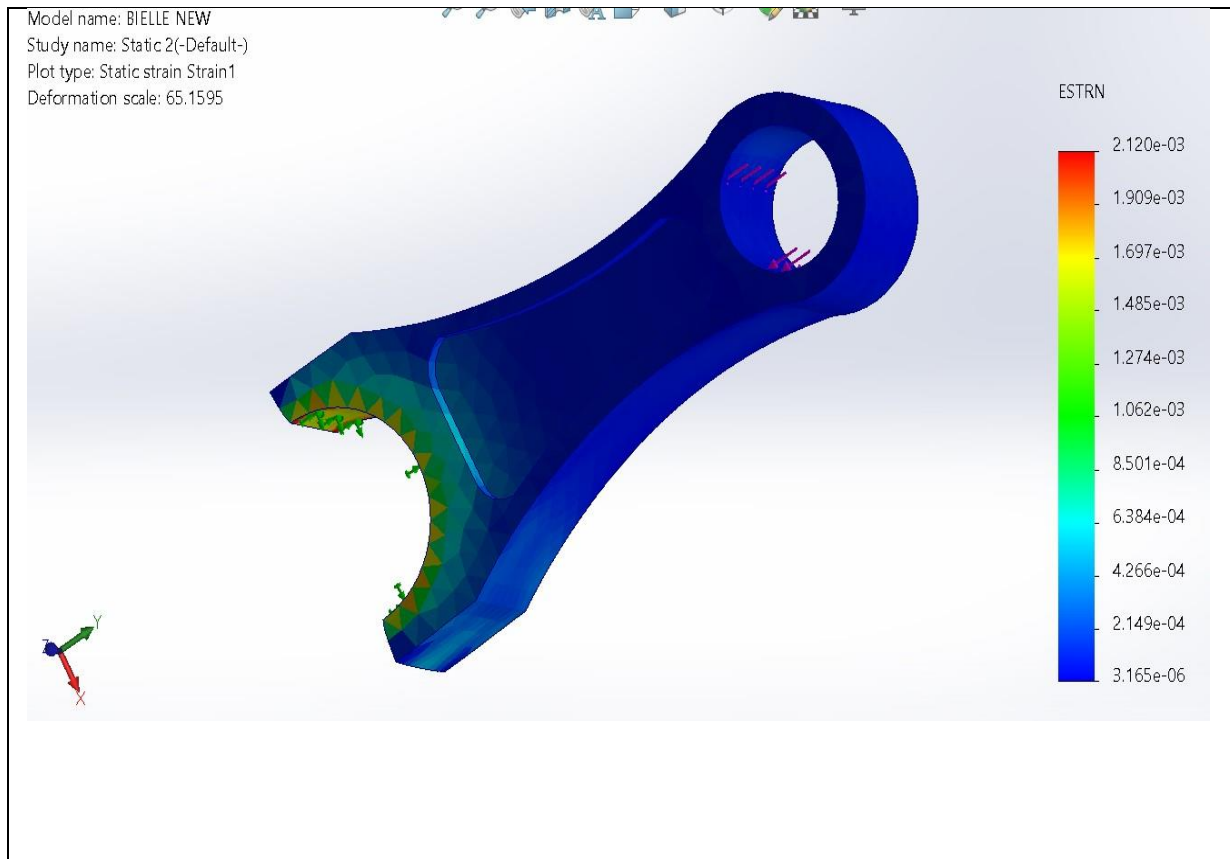 Model name: BIELLE NEW
Study name: Static 2(-Default-)
Plot type: Static strain Strain1
Deformation scale: 65.1595
ESTRN
2.120e-03
1.909e-03
1.697e-03
1.485e-03
1.274e-03
1.062e-03
8.501e-04
6.384e-04
4.266e-04
2.149e-04
3.165e-06
Y
Z
X